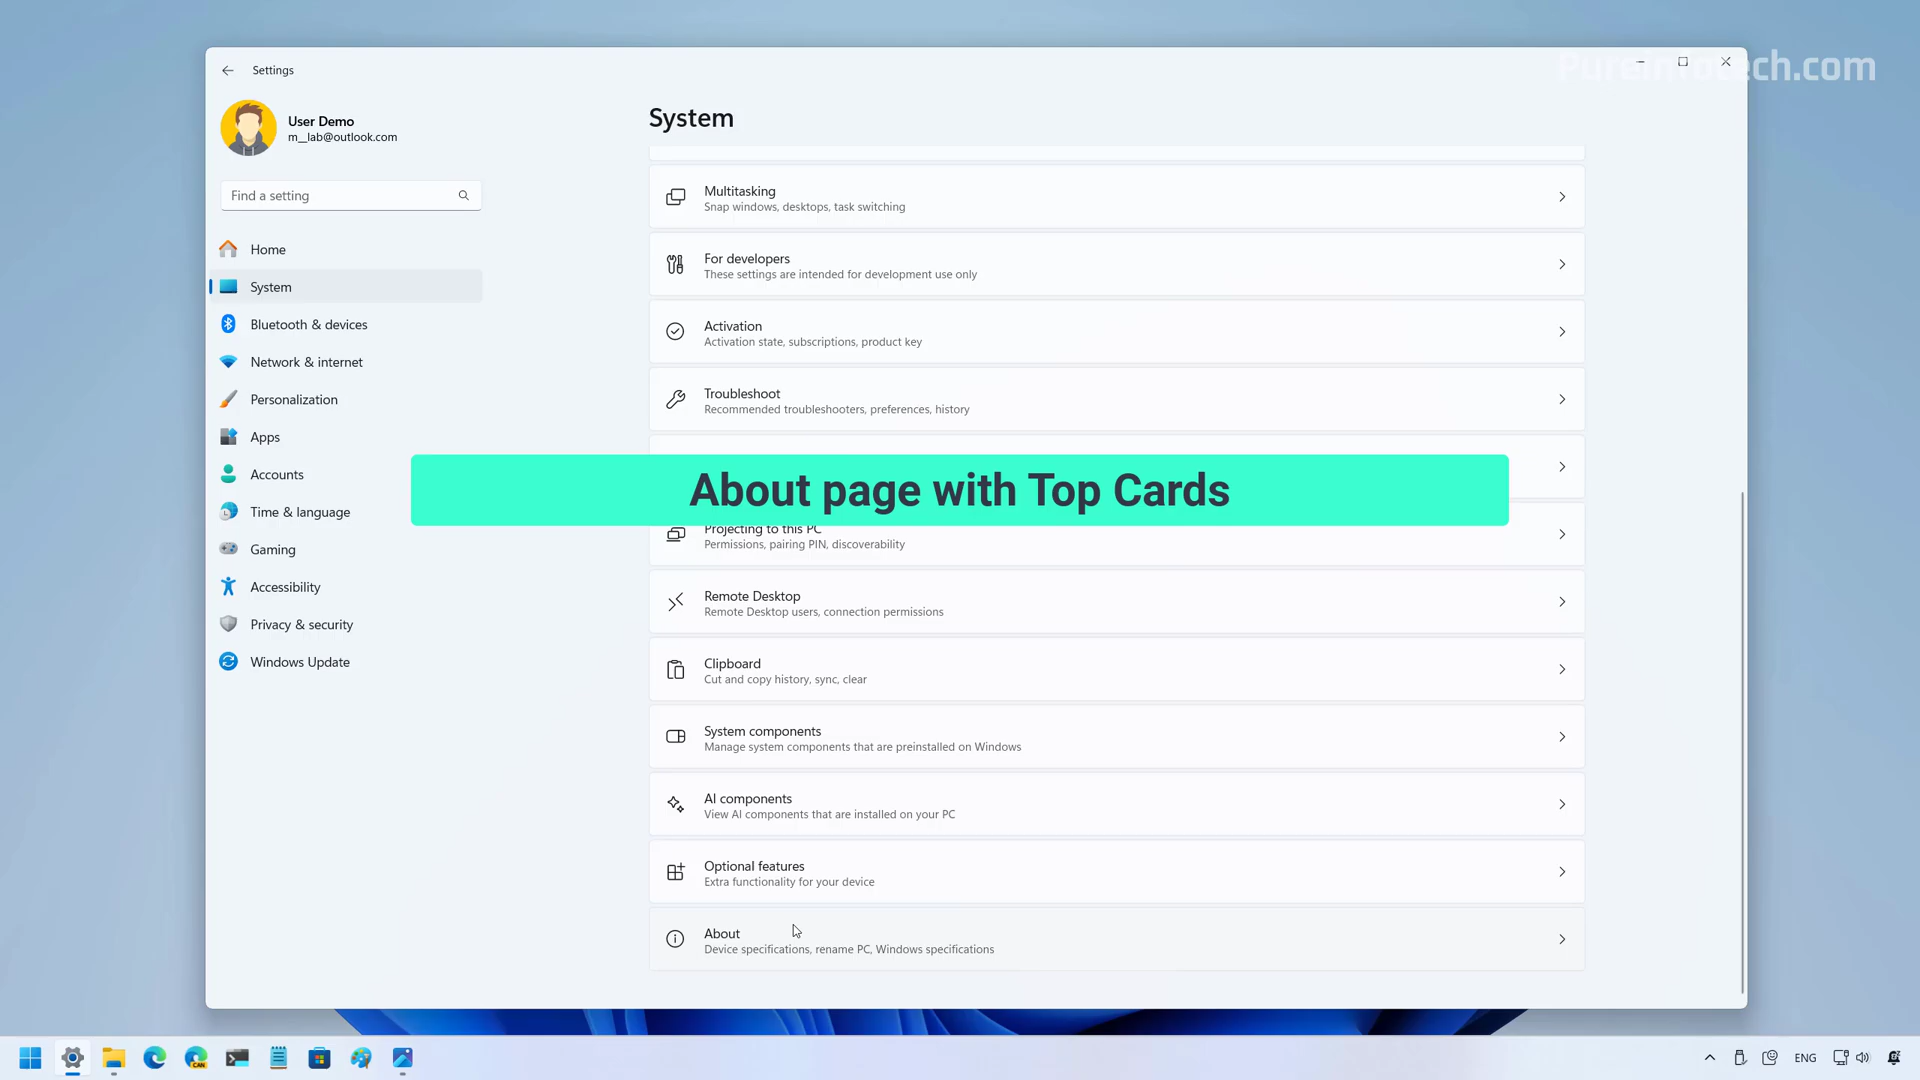 Settings
PureInfotech.com
User Demo
m__lab@outlook.com
Find a setting
Home
System
Bluetooth & devices
Network & internet
Personalization
Apps
Accounts
Time & language
Gaming
Accessibility
Privacy & security
Windows Update
System
Multitasking
Snap windows, desktops, task switching
For developers
These settings are intended for development use only
Activation
Activation state, subscriptions, product key
Troubleshoot
Recommended troubleshooters, preferences, history
About page with Top Cards
Projecting to this PC
Permissions, pairing PIN, discoverability
Remote Desktop
Remote Desktop users, connection permissions
Clipboard
Cut and copy history, sync, clear
System components
Manage system components that are preinstalled on Windows
AI components
View AI components that are installed on your PC
Optional features
Extra functionality for your device
About
Device specifications, rename PC, Windows specifications
CAN
ENG